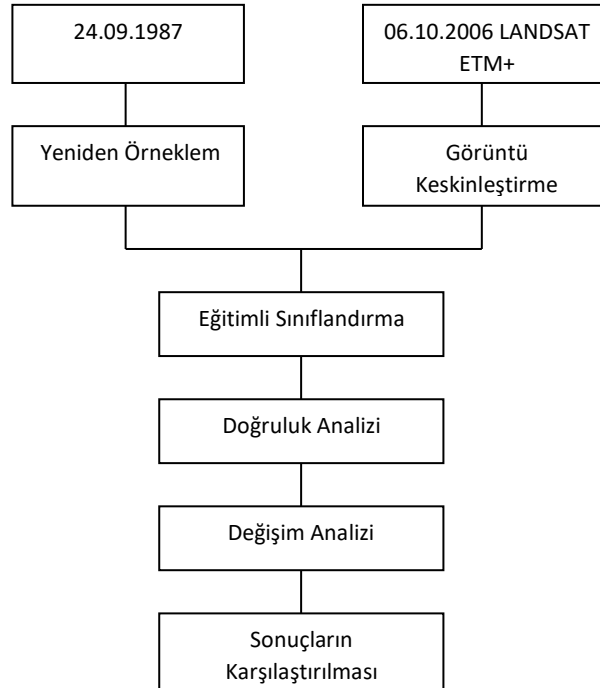 24.09.1987
06.10.2006 LANDSAT
ETM+
Yeniden Örneklem
Görüntü
Keskinleştirme
Eğitimli Sınıflandırma
Doğruluk Analizi
Değişim Analizi
Sonuçların
Karşılaştırılması